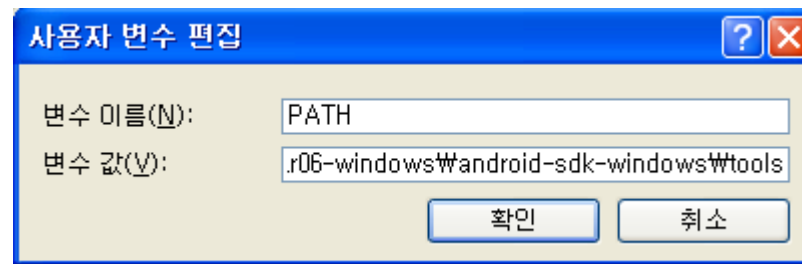 사용자 변수 편집
변수 이름(N): PATH
변수 값(V): .r06-windows₩android-sdk-windows₩tools
확인 취소